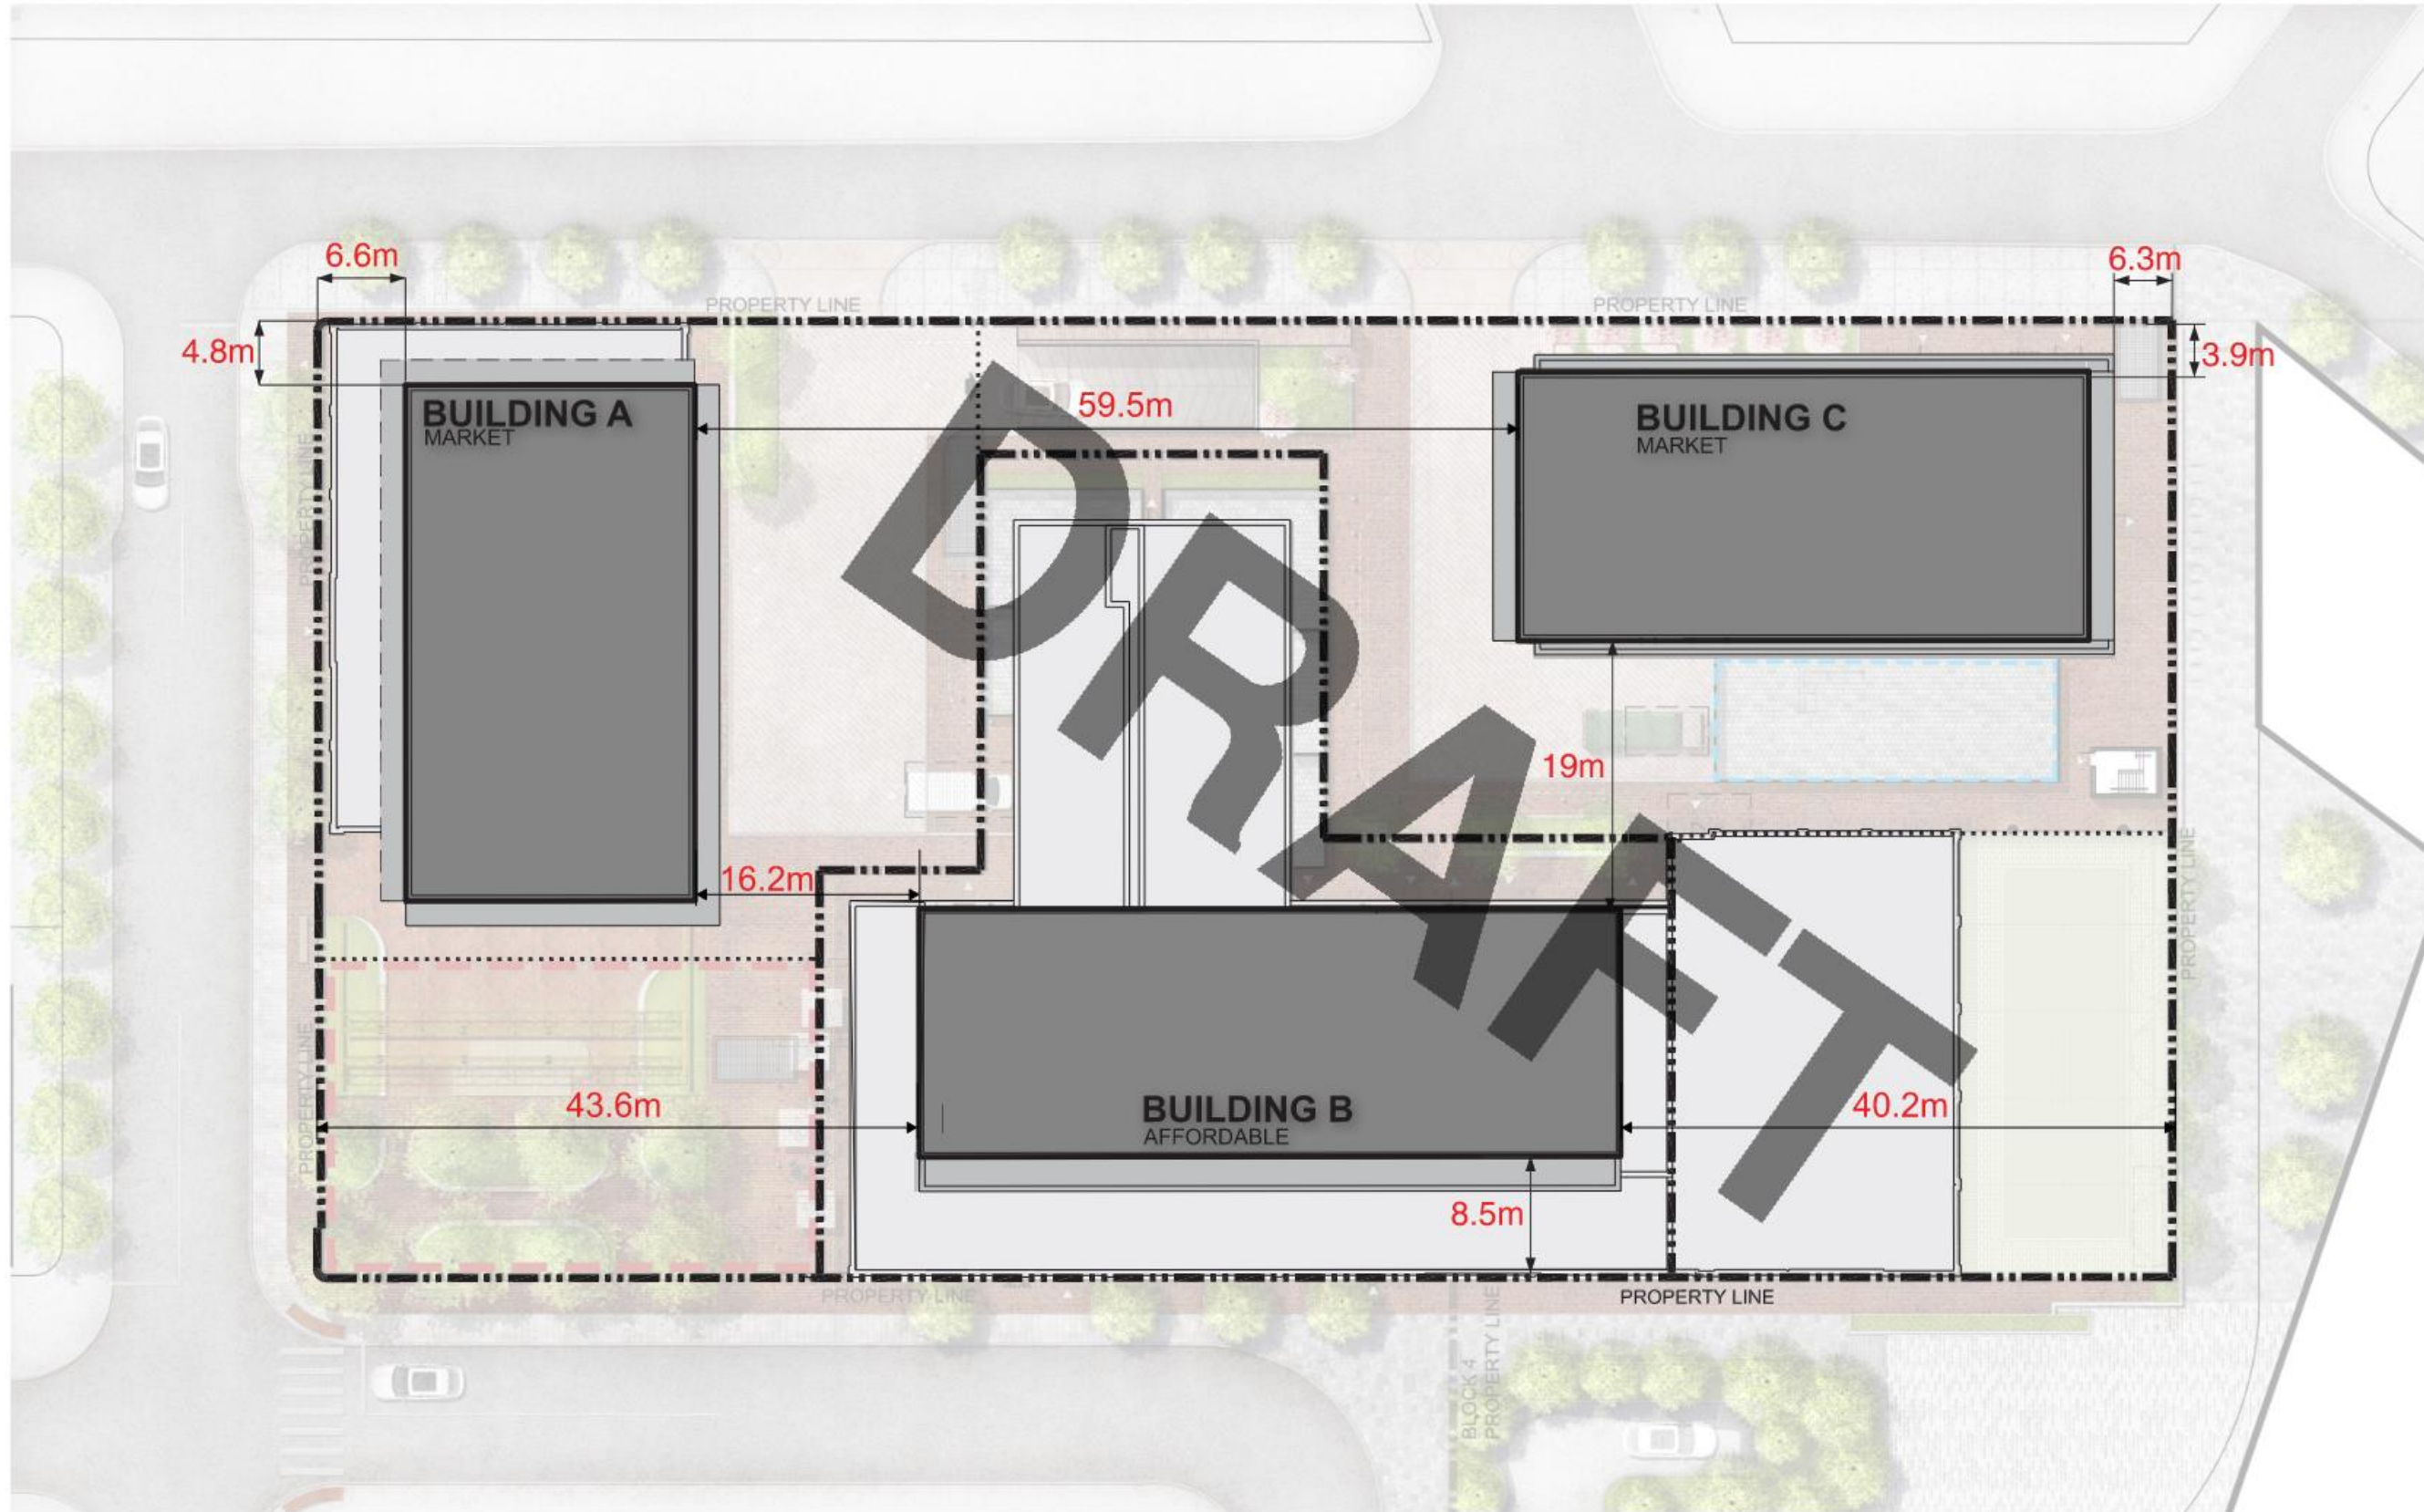 6.6m
6.3m
PROPERTY LINE
PROPERTY LINE
4.8m
3.9m
59.5m
BUILDING A
MARKET
BUILDING C
MARKET
PROPERTY LINE
DRAFT
19m
16.2m
PROPERTY LINE
PROPERTY LINE
43.6m
BUILDING B
AFFORDABLE
40.2m
8.5m
PROPERTY LINE
PROPERTY LINE
BLOCK 4
PROPERTY LINE